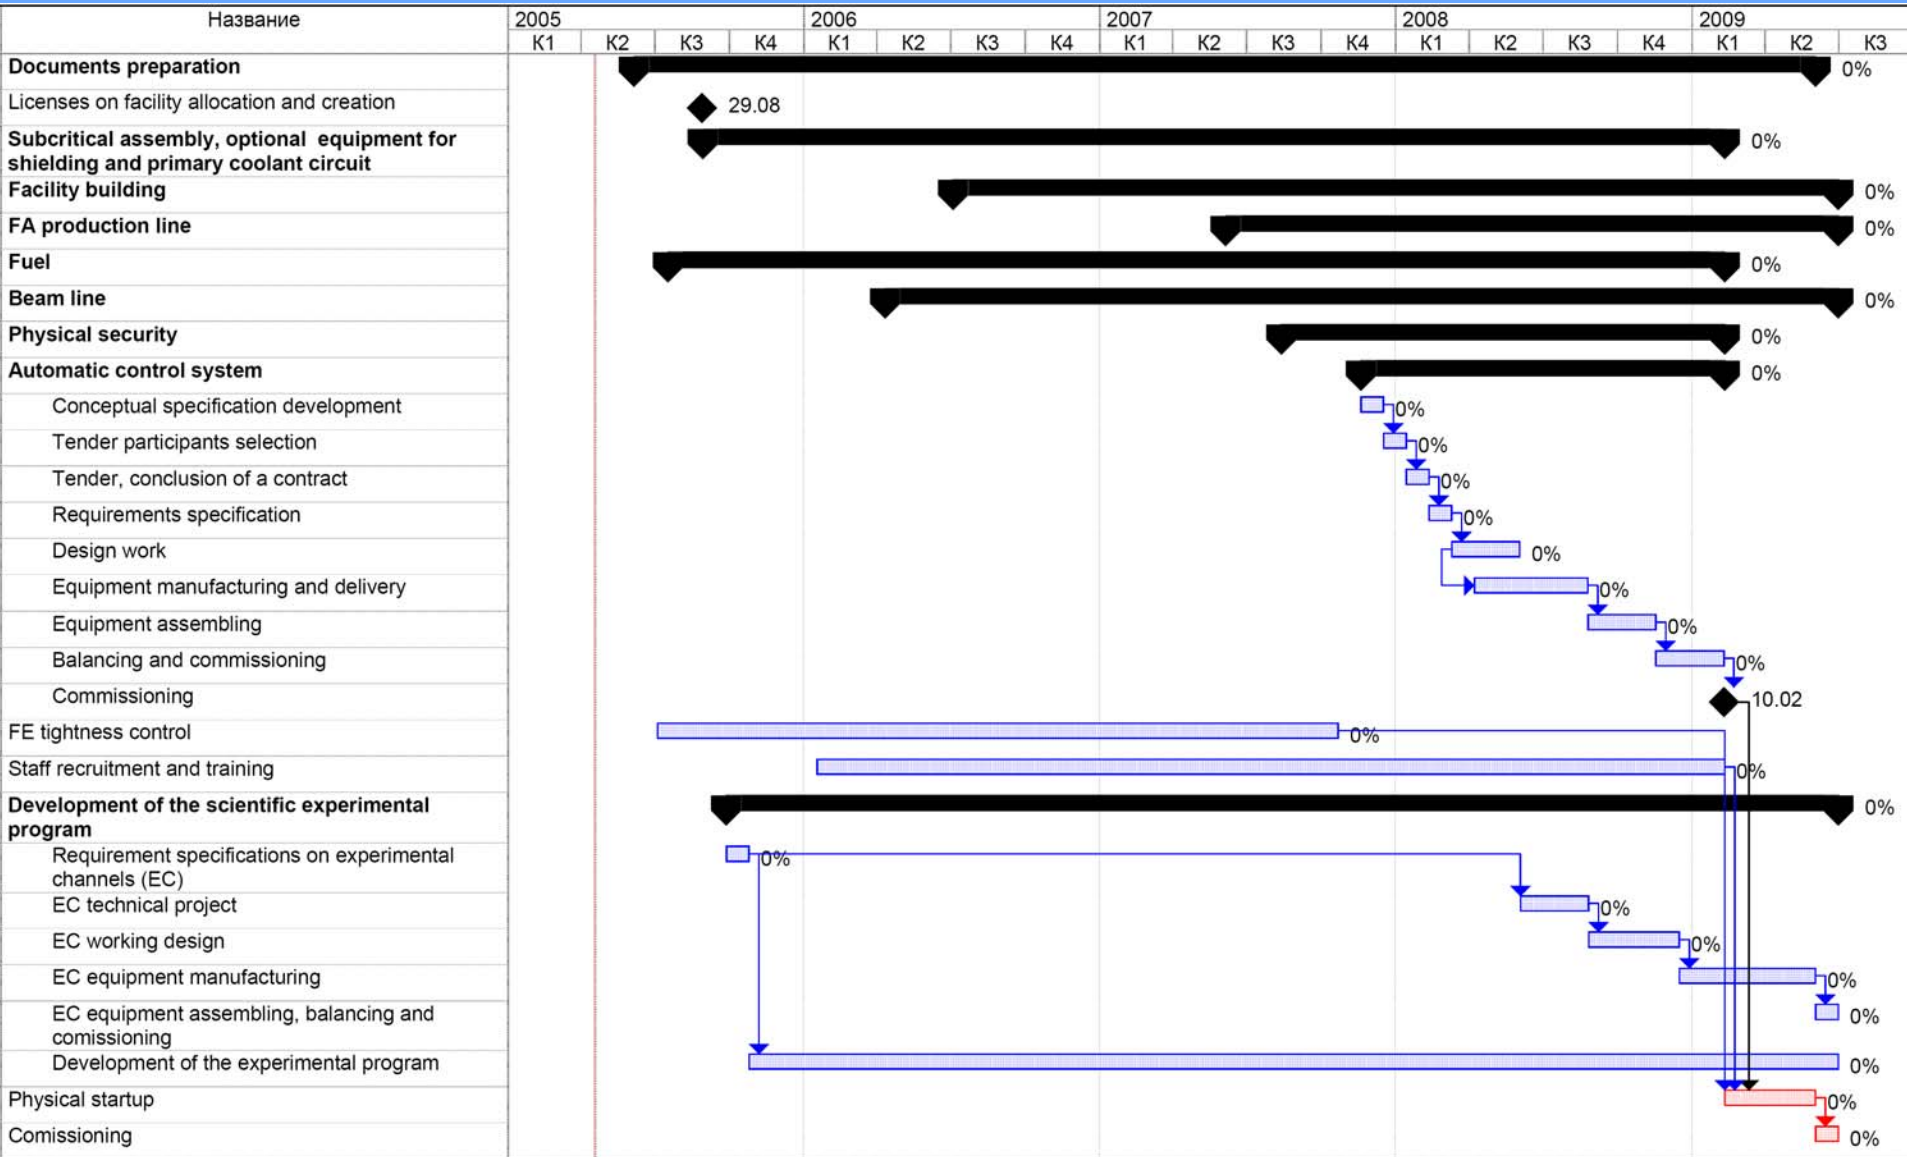 Название 2005 2006 2007 2008 2009
К1 К2 К3 К4 К1 К2 К3 К4 К1 К2 К3 К4 К1 К2 К3 К4 К1 К2 К3
Documents preparation 0%
Licenses on facility allocation and creation 29.08
Subcritical assembly, optional equipment for
shielding and primary coolant circuit 0%
Facility building 0%
FA production line 0%
Fuel 0%
Beam line 0%
Physical security 0%
Automatic control system 0%
Conceptual specification development 0%
Tender participants selection 0%
Tender, conclusion of a contract 0%
Requirements specification 0%
Design work 0%
Equipment manufacturing and delivery 0%
Equipment assembling 0%
Balancing and commissioning 0%
Commissioning 10.02
FE tightness control 0%
Staff recruitment and training 0%
Development of the scientific experimental
program 0%
Requirement specifications on experimental
channels (EC) 0%
EC technical project 0%
EC working design 0%
EC equipment manufacturing 0%
EC equipment assembling, balancing and
comissioning 0%
Development of the experimental program 0%
Physical startup 0%
Comissioning 0%